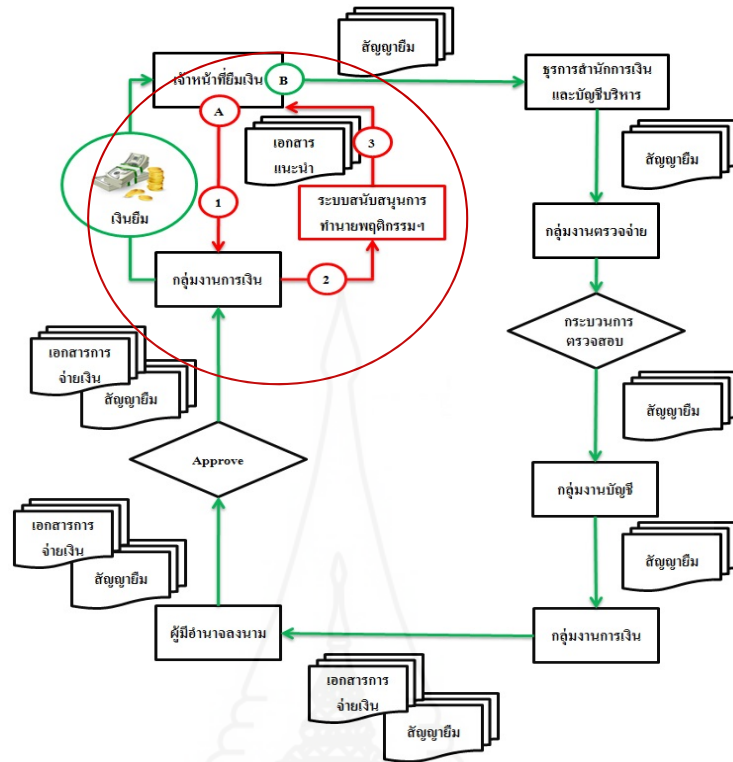 สัญญายืม
เจ้าหน้าที่ยืมเงิน
B
ธุรการสำนักการเงิน
และบัญชีบริหาร
A
เอกสาร
แนะนำ
3
สัญญายืม
เงินยืม
1
ระบบสนับสนุนการ
ทำนายพฤติกรรมฯ
กลุ่มงานตรวจจ่าย
กลุ่มงานการเงิน
2
กระบวนการ
ตรวจสอบ
เอกสารการ
จ่ายเงิน
สัญญายืม
สัญญายืม
Approve
กลุ่มงานบัญชี
เอกสารการ
จ่ายเงิน
สัญญายืม
สัญญายืม
ผู้มีอำนาจลงนาม
กลุ่มงานการเงิน
เอกสารการ
จ่ายเงิน
สัญญายืม